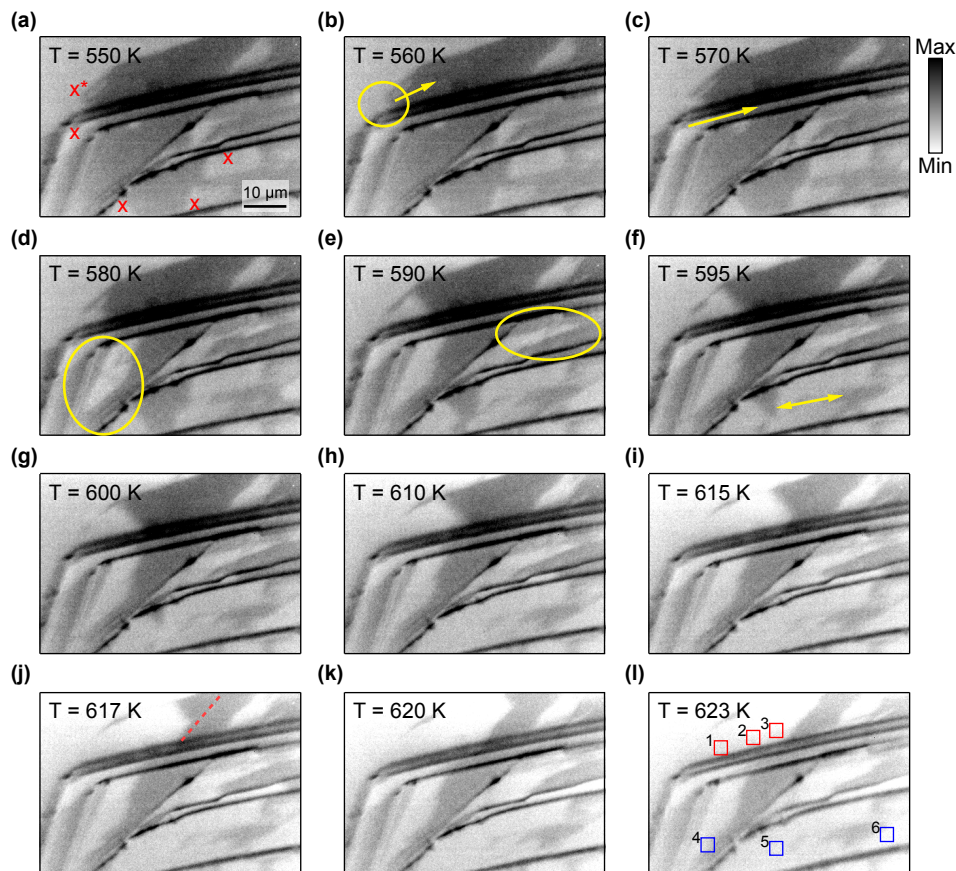 (a)
(b)
(c)
T = 550 K
T = 560 K
T = 570 K
Max
Min
x*
x
x
x
x
10 µm
(d)
(e)
(f)
T = 580 K
T = 590 K
T = 595 K
(g)
(h)
(i)
T = 600 K
T = 610 K
T = 615 K
(j)
(k)
(l)
T = 617 K
T = 620 K
T = 623 K
1
2
3
4
5
6